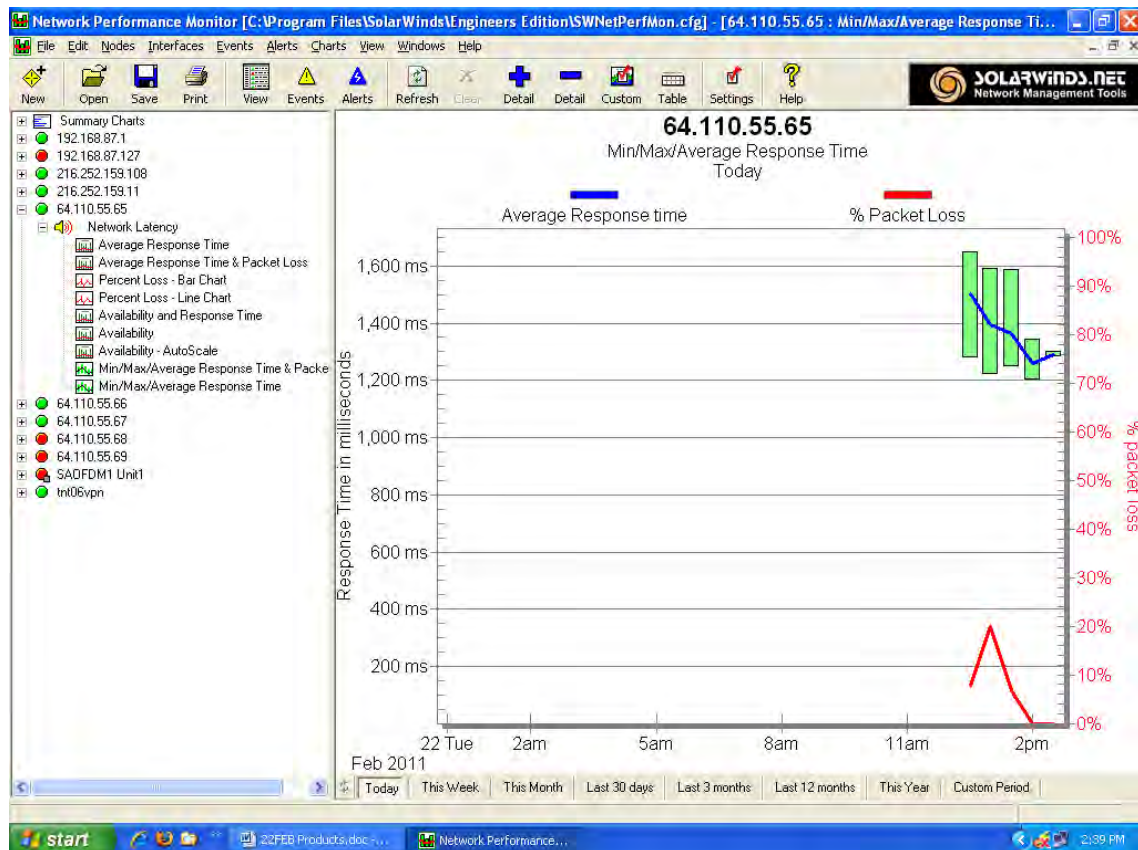 Network Performance Monitor [C:\Program Files\SolarWinds\Engineers Edition\SWNetPerfMon.cfg] - [64.110.55.65 : Min/Max/Average Response Ti...
File Edit Nodes Interfaces Events Alerts Charts View Windows Help
New Open Save Print View Events Alerts Refresh Clear Detail Detail Custom Table Settings Help
SOLARWINDS.NET
Network Management Tools
Summary Charts
192.168.87.1
192.168.87.127
216.252.159.108
216.252.159.11
64.110.55.65
Network Latency
Average Response Time
Average Response Time & Packet Loss
Percent Loss - Bar Chart
Percent Loss - Line Chart
Availability and Response Time
Availability
Availability - AutoScale
Min/Max/Average Response Time & Packe
Min/Max/Average Response Time
64.110.55.66
64.110.55.67
64.110.55.68
64.110.55.69
SADFDM1 Unit1
tnt06vpn
64.110.55.65
Min/Max/Average Response Time
Today
Average Response time
% Packet Loss
Response Time in milliseconds
1,600 ms
1,400 ms
1,200 ms
1,000 ms
800 ms
600 ms
400 ms
200 ms
100%
90%
80%
70%
60%
50%
40%
30%
20%
10%
0%
% packet loss
22 Tue 2am 5am 8am 11am 2pm
Feb 2011
Today This Week This Month Last 30 days Last 3 months Last 12 months This Year Custom Period
start 22FEB Products.doc -... Network Performance... 2:39 PM